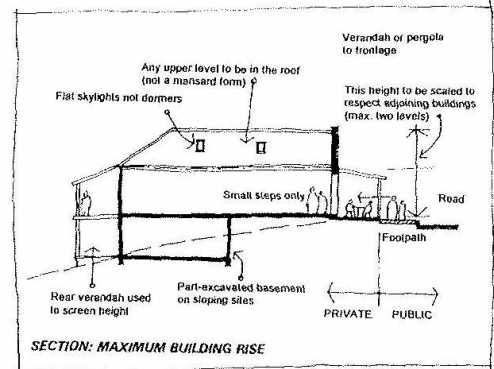 Verandah or pergola
to frontage
Any upper level to be in the roof
(not a mansard form)
Flat skylights not dormers
This height to be scaled to
respect adjoining buildings
(max. two levels)
Small steps only
Road
Footpath
Rear verandah used
to screen height
Part-excavated basement
on sloping sites
PRIVATE
PUBLIC
SECTION: MAXIMUM BUILDING RISE